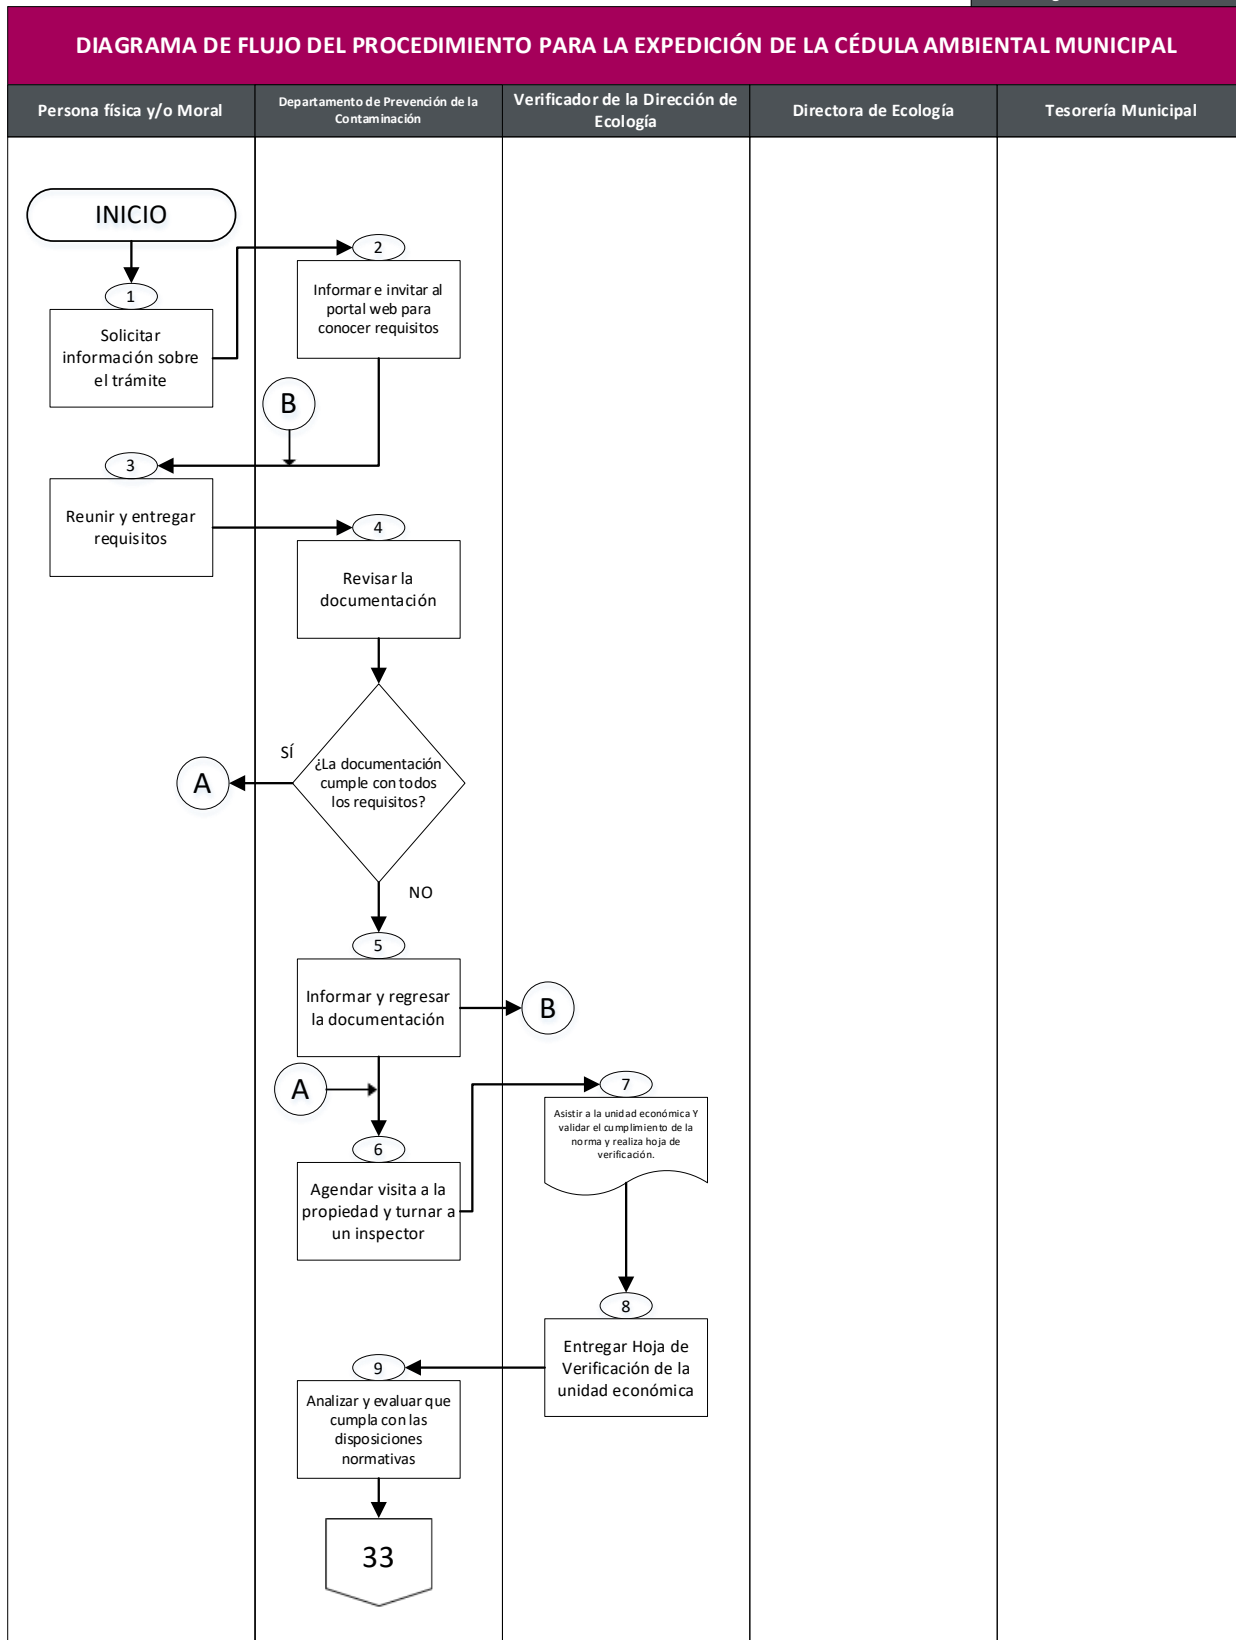 DIAGRAMA DE FLUJO DEL PROCEDIMIENTO PARA LA EXPEDICIÓN DE LA CÉDULA AMBIENTAL MUNICIPAL
Persona física y/o Moral
Departamento de Prevención de la
Contaminación
Verificador de la Dirección de
Ecología
Directora de Ecología
Tesorería Municipal
INICIO
1
Solicitar
información sobre
el trámite
2
Informar e invitar al
portal web para
conocer requisitos
B
3
Reunir y entregar
requisitos
4
Revisar la
documentación
¿La documentación
cumple con todos
los requisitos?
SÍ
A
NO
5
Informar y regresar
la documentación
B
A
6
Agendar visita a la
propiedad y turnar a
un inspector
7
Asistir a la unidad económica Y
validar el cumplimiento de la
norma y realiza hoja de
verificación.
8
Entregar Hoja de
Verificación de la
unidad económica
9
Analizar y evaluar que
cumpla con las
disposiciones
normativas
33